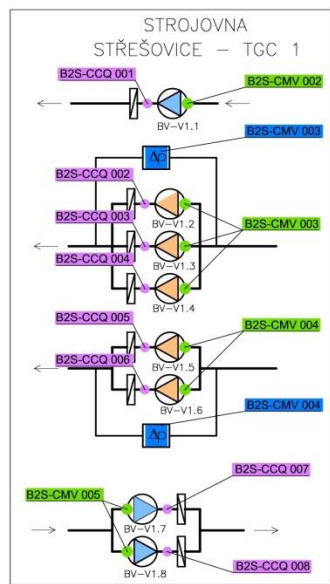 STROJOVNA
STŘEŠOVICE – TGC 1
B2S-CCQ 001
B2S-CMV 002
BV-V1.1
B2S-CMV 003
Δp
B2S-CCQ 002
BV-V1.2
B2S-CCQ 003
B2S-CMV 003
BV-V1.3
B2S-CCQ 004
BV-V1.4
B2S-CCQ 005
B2S-CMV 004
BV-V1.5
B2S-CCQ 006
BV-V1.6
B2S-CMV 004
Δp
B2S-CCQ 007
B2S-CMV 005
BV-V1.7
BV-V1.8
B2S-CCQ 008